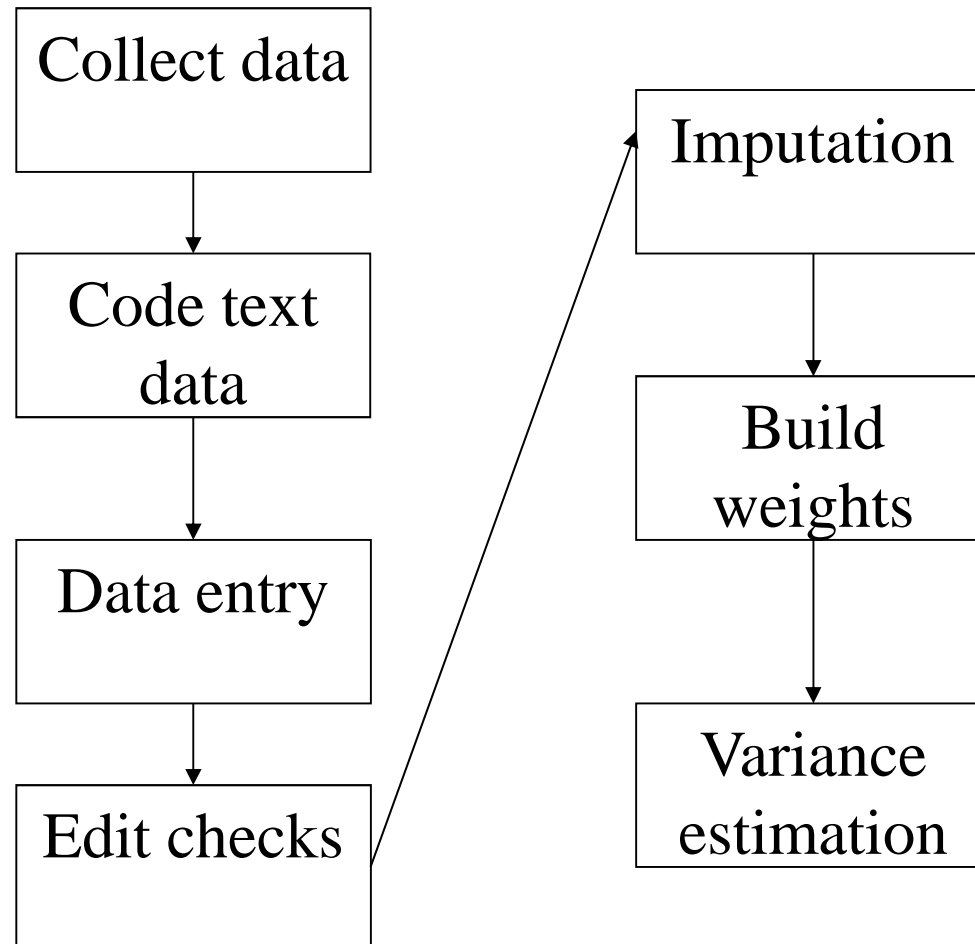 Collect data
Code text
data
Data entry
Edit checks
Imputation
Build
weights
Variance
estimation